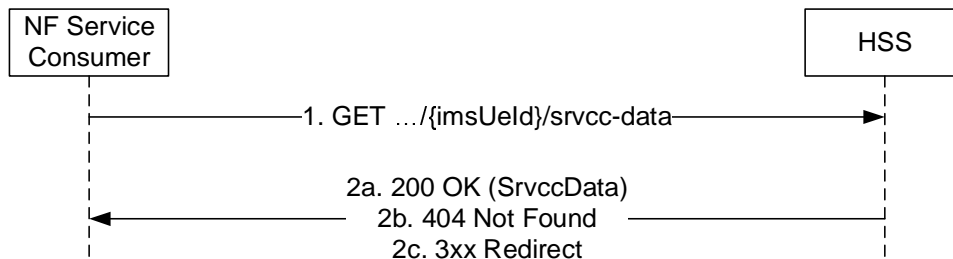 NF Service
Consumer
HSS
1. GET …/{imsUeId}/srvcc-data
2a. 200 OK (SrvccData)
2b. 404 Not Found
2c. 3xx Redirect